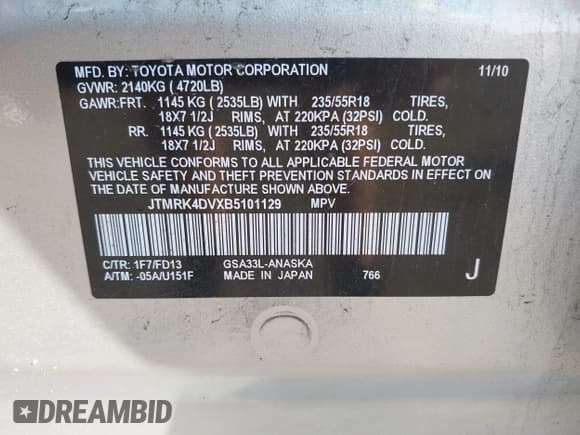 MFD. BY: TOYOTA MOTOR CORPORATION 11/10
GVWR: 2140KG ( 4720LB)
GAWR:FRT. 1145 KG ( 2535LB) WITH 235/55R18 TIRES,
18X7 1/2J RIMS, AT 220KPA (32PSI) COLD.
RR. 1145 KG ( 2535LB) WITH 235/55R18 TIRES,
18X7 1/2J RIMS, AT 220KPA (32PSI) COLD.
THIS VEHICLE CONFORMS TO ALL APPLICABLE FEDERAL MOTOR
VEHICLE SAFETY AND THEFT PREVENTION STANDARDS IN EFFECT ON
THE DATE OF MANUFACTURE SHOWN ABOVE.
JTMRK4DVXB5101129 MPV
C/TR: 1F7/FD13 GSA33L-ANASKA
A/TM: -05A/U151F MADE IN JAPAN 766 J
DREAMBID